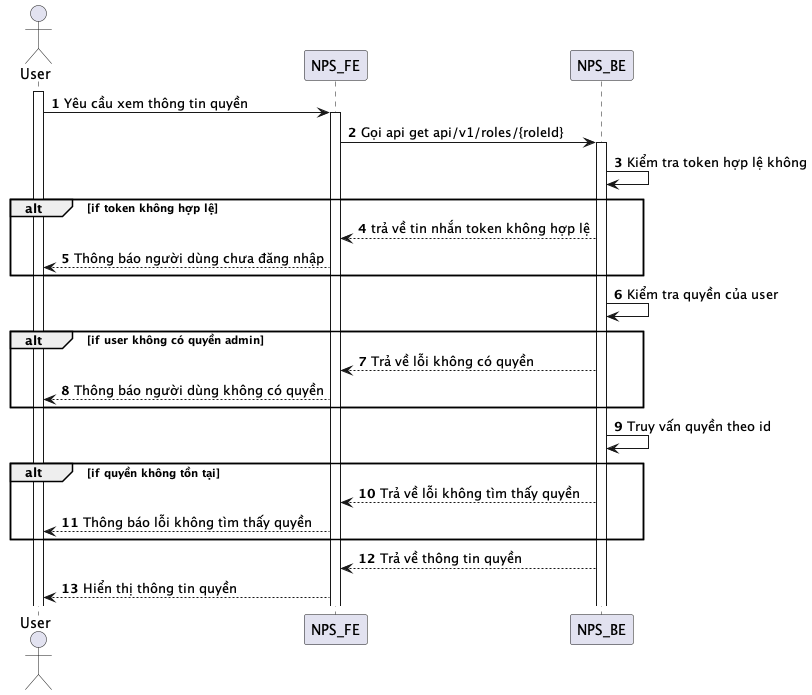 User
NPS_FE
NPS_BE
1 Yêu cầu xem thông tin quyền
2 Gọi api get api/v1/roles/{roleId}
3 Kiểm tra token hợp lệ không
alt [if token không hợp lệ]
4 trả về tin nhắn token không hợp lệ
5 Thông báo người dùng chưa đăng nhập
6 Kiểm tra quyền của user
alt [if user không có quyền admin]
7 Trả về lỗi không có quyền
8 Thông báo người dùng không có quyền
9 Truy vấn quyền theo id
alt [if quyền không tồn tại]
10 Trả về lỗi không tìm thấy quyền
11 Thông báo lỗi không tìm thấy quyền
12 Trả về thông tin quyền
13 Hiển thị thông tin quyền
User
NPS_FE
NPS_BE